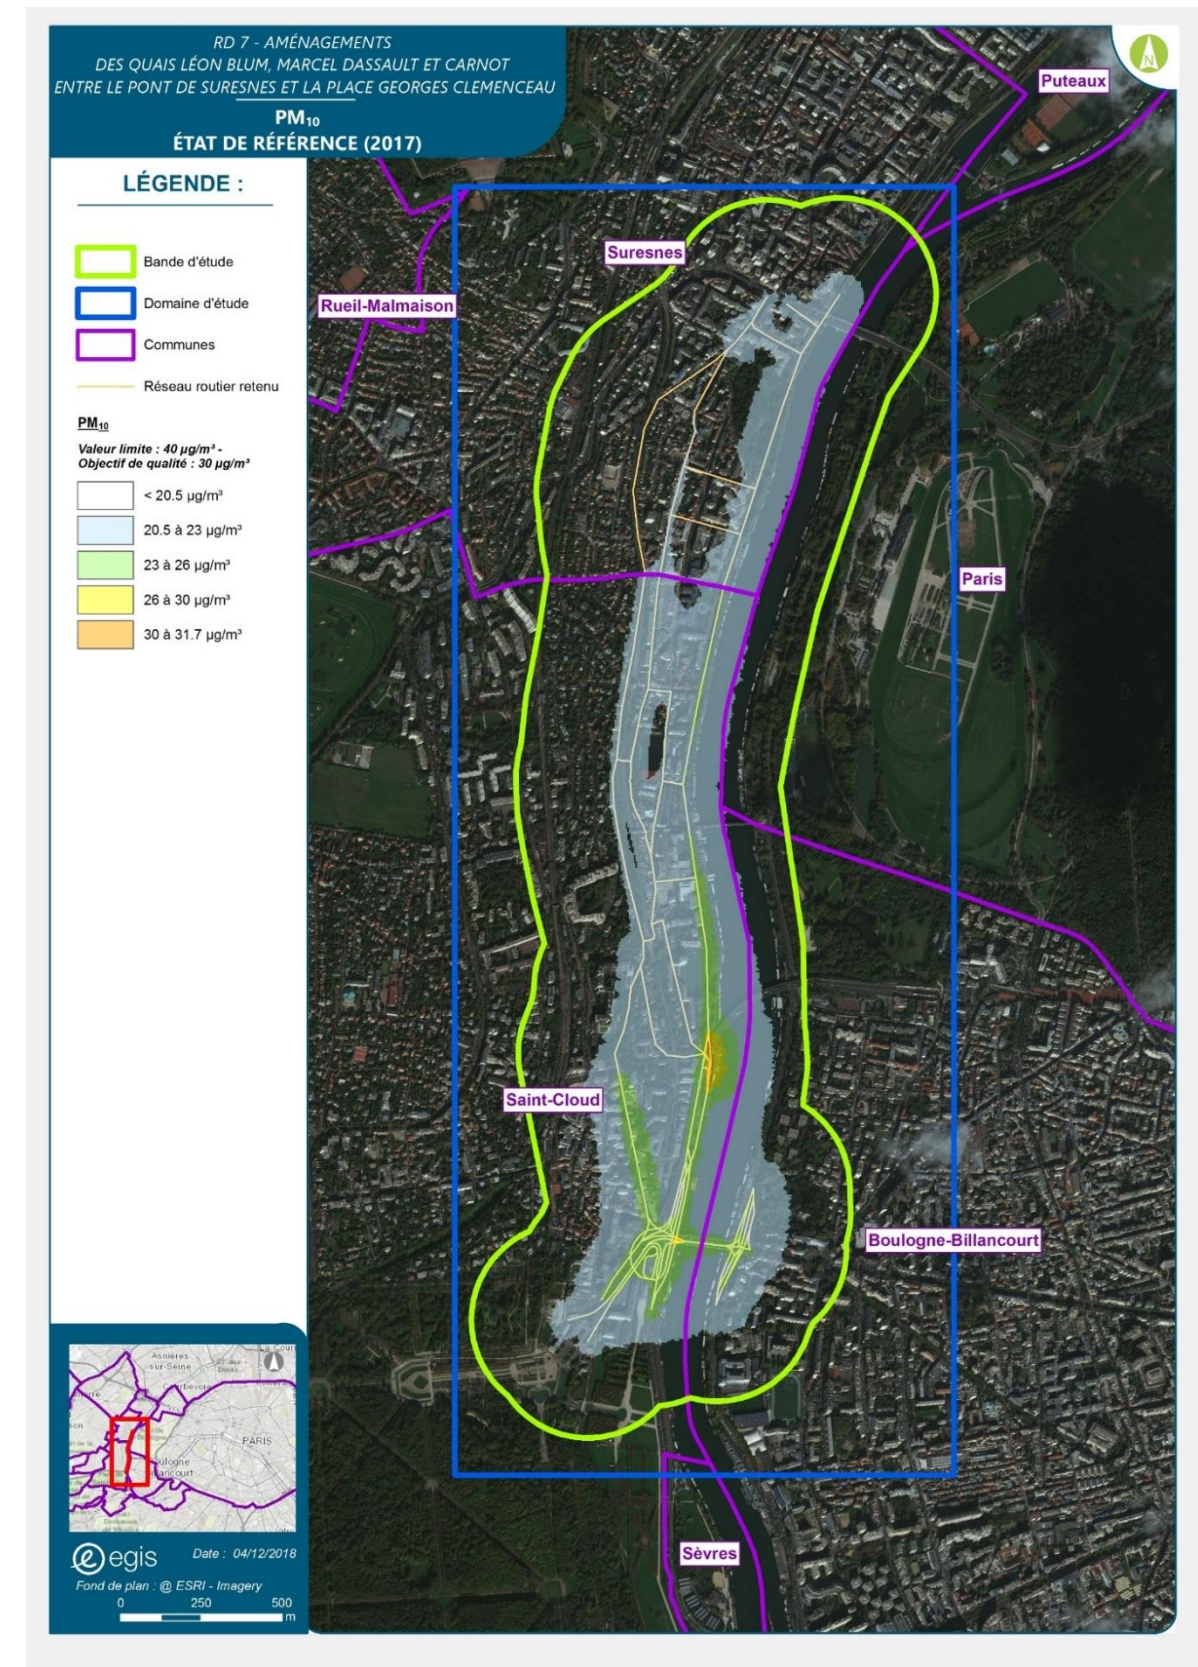 RD 7 - AMÉNAGEMENTS
DES QUAIS LÉON BLUM, MARCEL DASSAULT ET CARNOT
ENTRE LE PONT DE SURESNES ET LA PLACE GEORGES CLEMENCEAU
PM₁₀
ÉTAT DE RÉFÉRENCE (2017)
N
LÉGENDE :
Bande d'étude
Domaine d'étude
Communes
Réseau routier retenu
PM₁₀
Valeur limite : 40 µg/m³ -
Objectif de qualité : 30 µg/m³
< 20.5 µg/m³
20.5 à 23 µg/m³
23 à 26 µg/m³
26 à 30 µg/m³
30 à 31.7 µg/m³
Puteaux
Suresnes
Rueil-Malmaison
Paris
Saint-Cloud
Boulogne-Billancourt
Sèvres
Asnières
sur-Seine
PARIS
egis
Date : 04/12/2018
Fond de plan : @ ESRI - Imagery
0 250 500
m